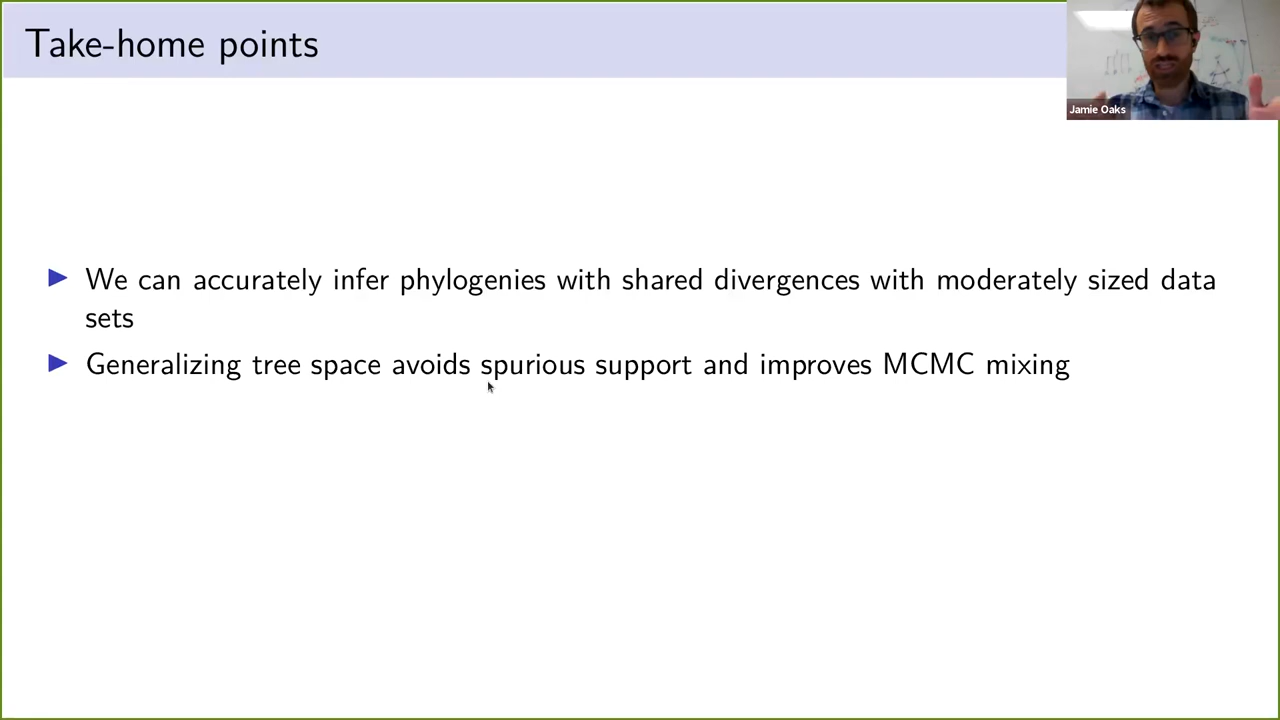 Take-home points
Jamie Oaks
We can accurately infer phylogenies with shared divergences with moderately sized data
sets
Generalizing tree space avoids spurious support and improves MCMC mixing